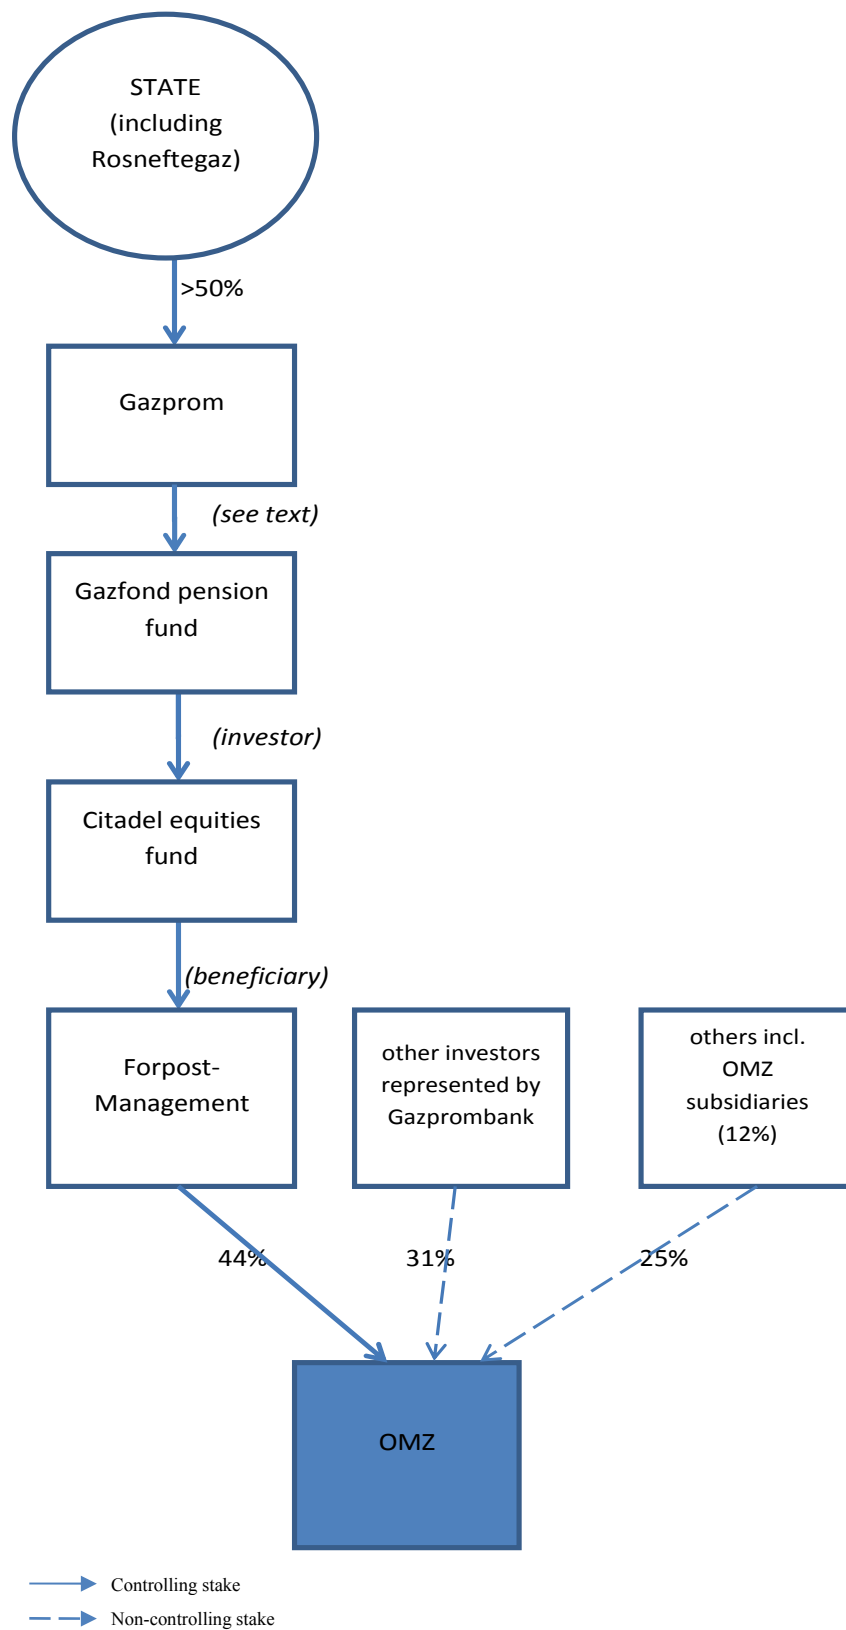 STATE
(including
Rosneftegaz)
>50%
Gazprom
(see text)
Gazfond pension
fund
(investor)
Citadel equities
fund
(beneficiary)
Forpost-
Management
other investors
represented by
Gazprombank
others incl.
OMZ
subsidiaries
(12%)
44%
31%
25%
OMZ
Controlling stake
Non-controlling stake